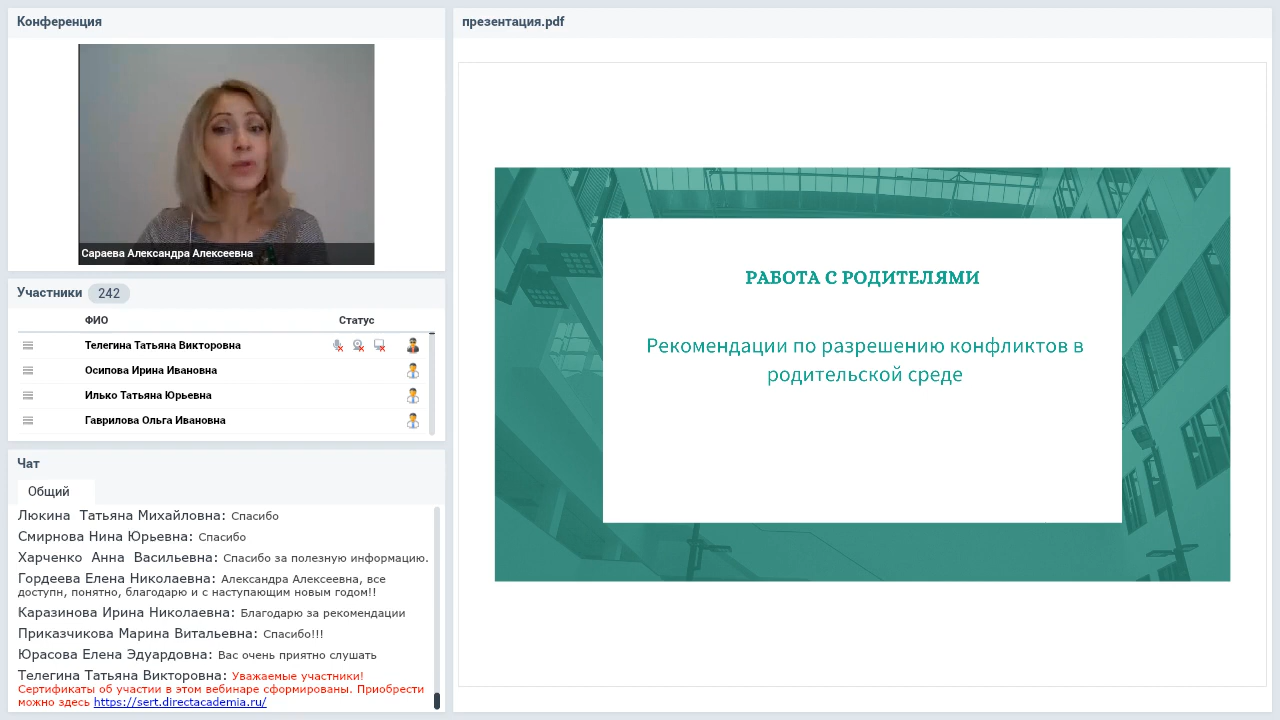 Конференция
Сараева Александра Алексеевна
Участники 242
ФИО Статус
Телегина Татьяна Викторовна
Осипова Ирина Ивановна
Илько Татьяна Юрьевна
Гаврилова Ольга Ивановна
Чат
Общий
Люкина Татьяна Михайловна: Спасибо
Смирнова Нина Юрьевна: Спасибо
Харченко Анна Васильевна: Спасибо за полезную информацию.
Гордеева Елена Николаевна: Александра Алексеевна, все
доступн, понятно, благодарю и с наступающим новым годом!!
Каразинова Ирина Николаевна: Благодарю за рекомендации
Приказчикова Марина Витальевна: Спасибо!!!
Юрасова Елена Эдуардовна: Вас очень приятно слушать
Телегина Татьяна Викторовна: Уважаемые участники!
Сертификаты об участии в этом вебинаре сформированы. Приобрести
можно здесь https://sert.directacademia.ru/
презентация.pdf
РАБОТА С РОДИТЕЛЯМИ
Рекомендации по разрешению конфликтов в
родительской среде